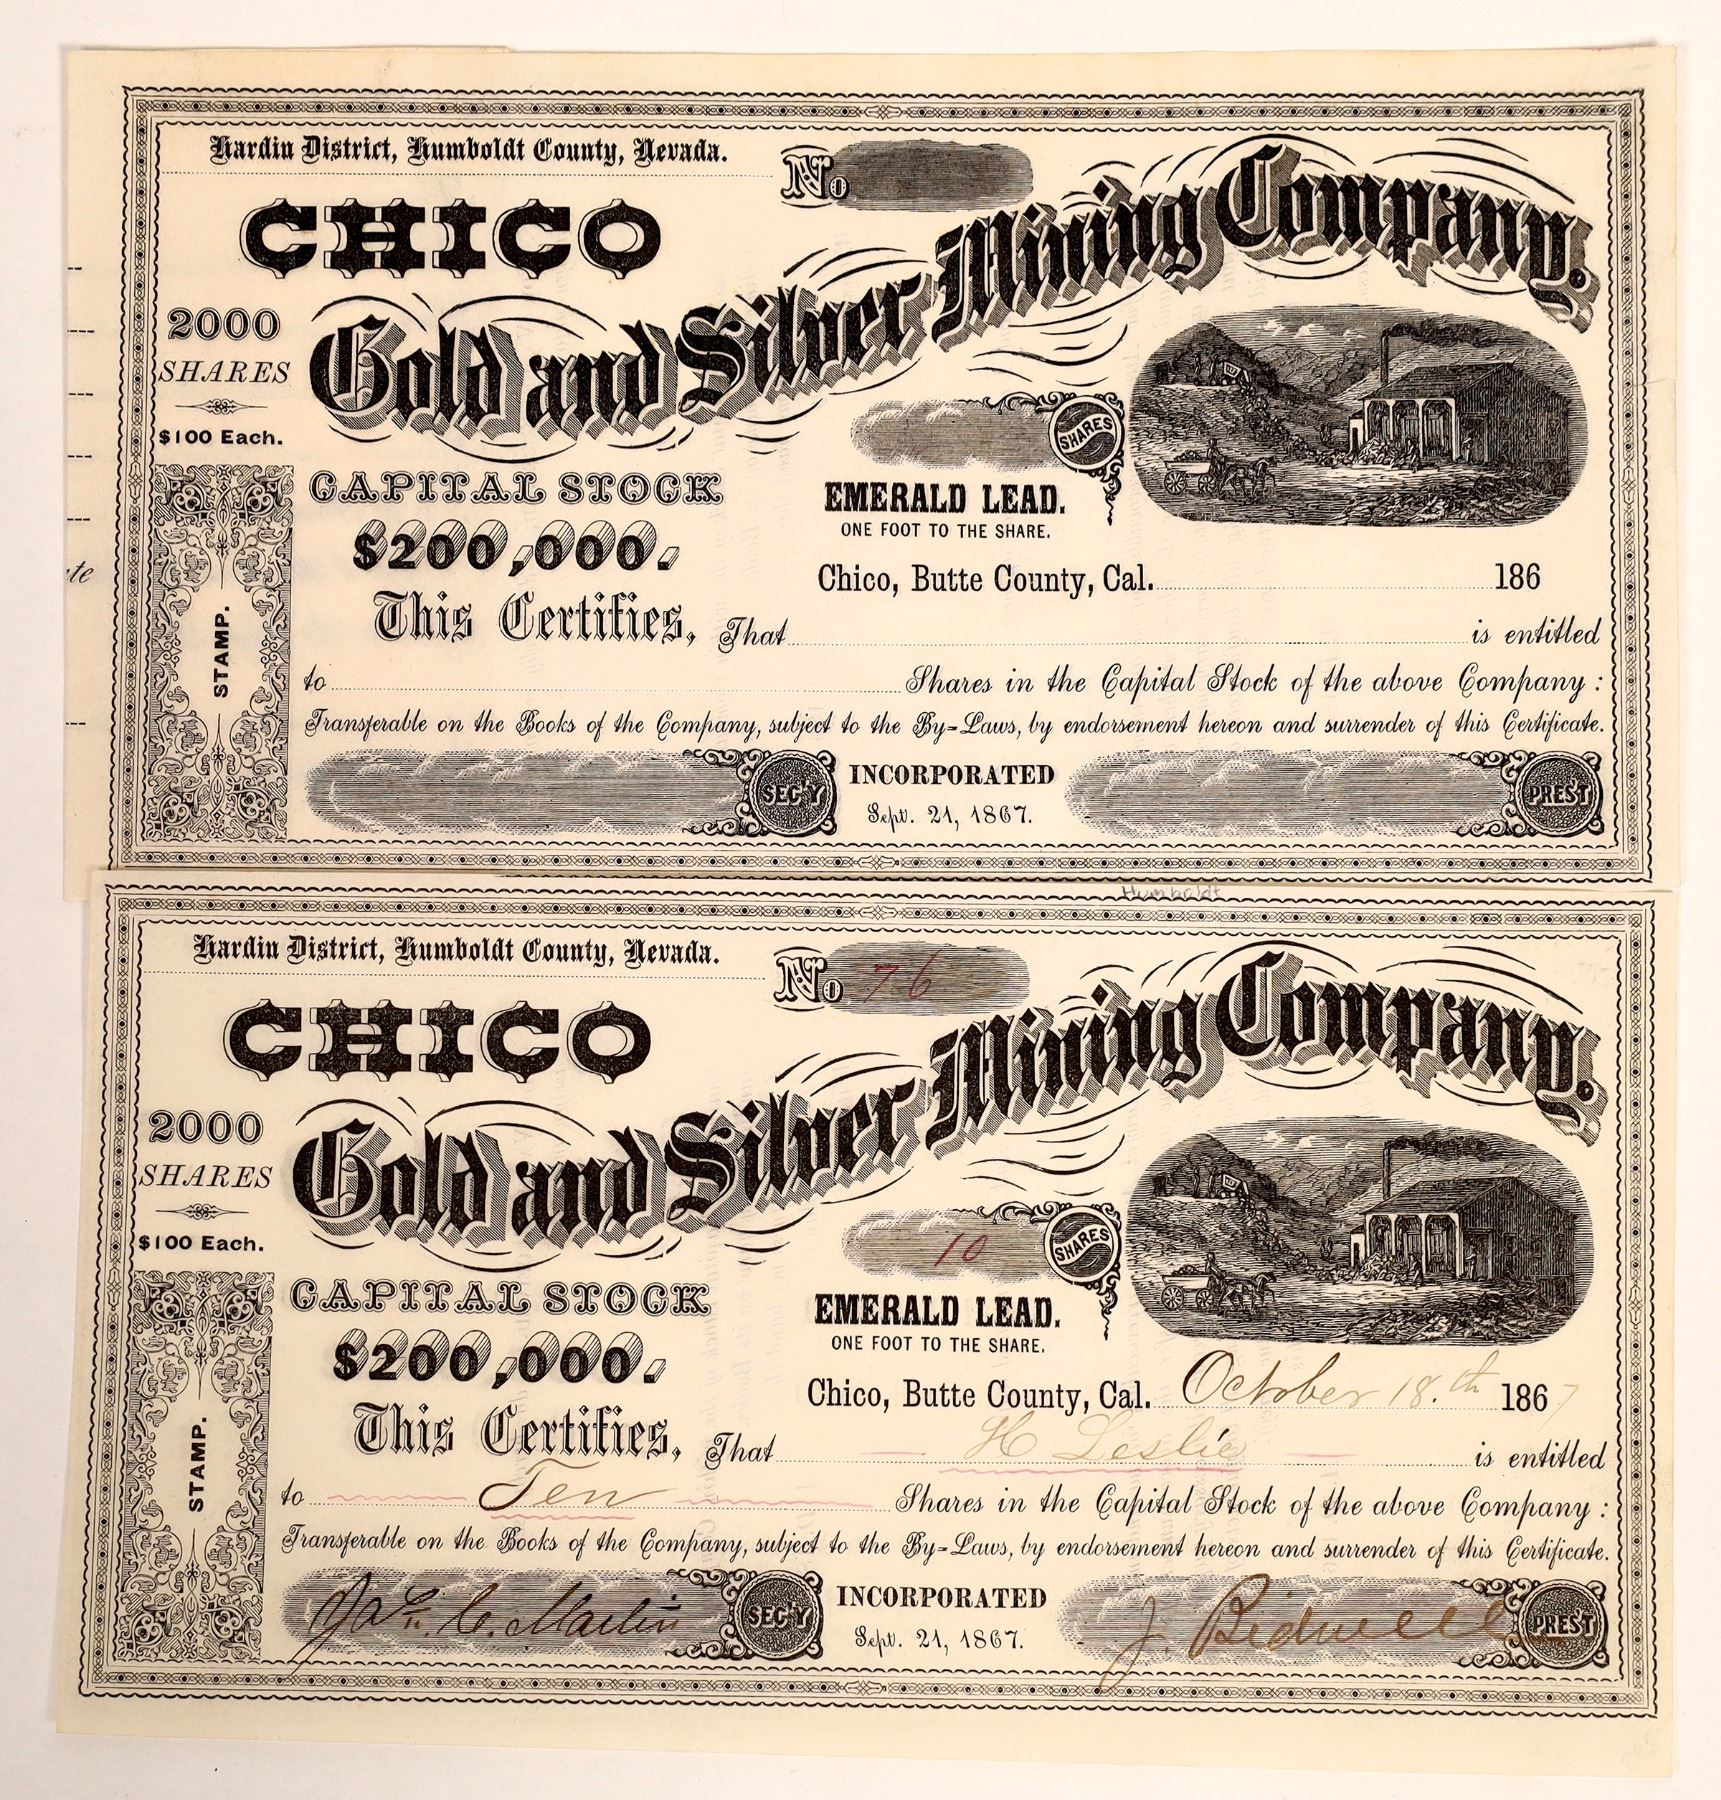 Hardin District, Humboldt County, Nevada.
No
CHICO
Gold and Silver Mining Company.
2000
SHARES
$100 Each.
SHARES
CAPITAL STOCK
$200,000.
EMERALD LEAD.
ONE FOOT TO THE SHARE.
Chico, Butte County, Cal. 186
te
This Certifies, That is entitled
STAMP.
to Shares in the Capital Stock of the above Company:
Transferable on the Books of the Company, subject to the By-Laws, by endorsement hereon and surrender of this Certificate.
SEC'Y
INCORPORATED
Sept. 21, 1867.
PREST
Humboldt
Hardin District, Humboldt County, Nevada.
No 76
CHICO
Gold and Silver Mining Company.
2000
SHARES
$100 Each.
10 SHARES
CAPITAL STOCK
$200,000.
EMERALD LEAD.
ONE FOOT TO THE SHARE.
Chico, Butte County, Cal. October 18.th 1867
This Certifies, That H Leslie is entitled
STAMP.
to Ten Shares in the Capital Stock of the above Company:
Transferable on the Books of the Company, subject to the By-Laws, by endorsement hereon and surrender of this Certificate.
Jno. C. Martin SEC'Y
INCORPORATED
Sept. 21, 1867.
J. Bidwell PREST